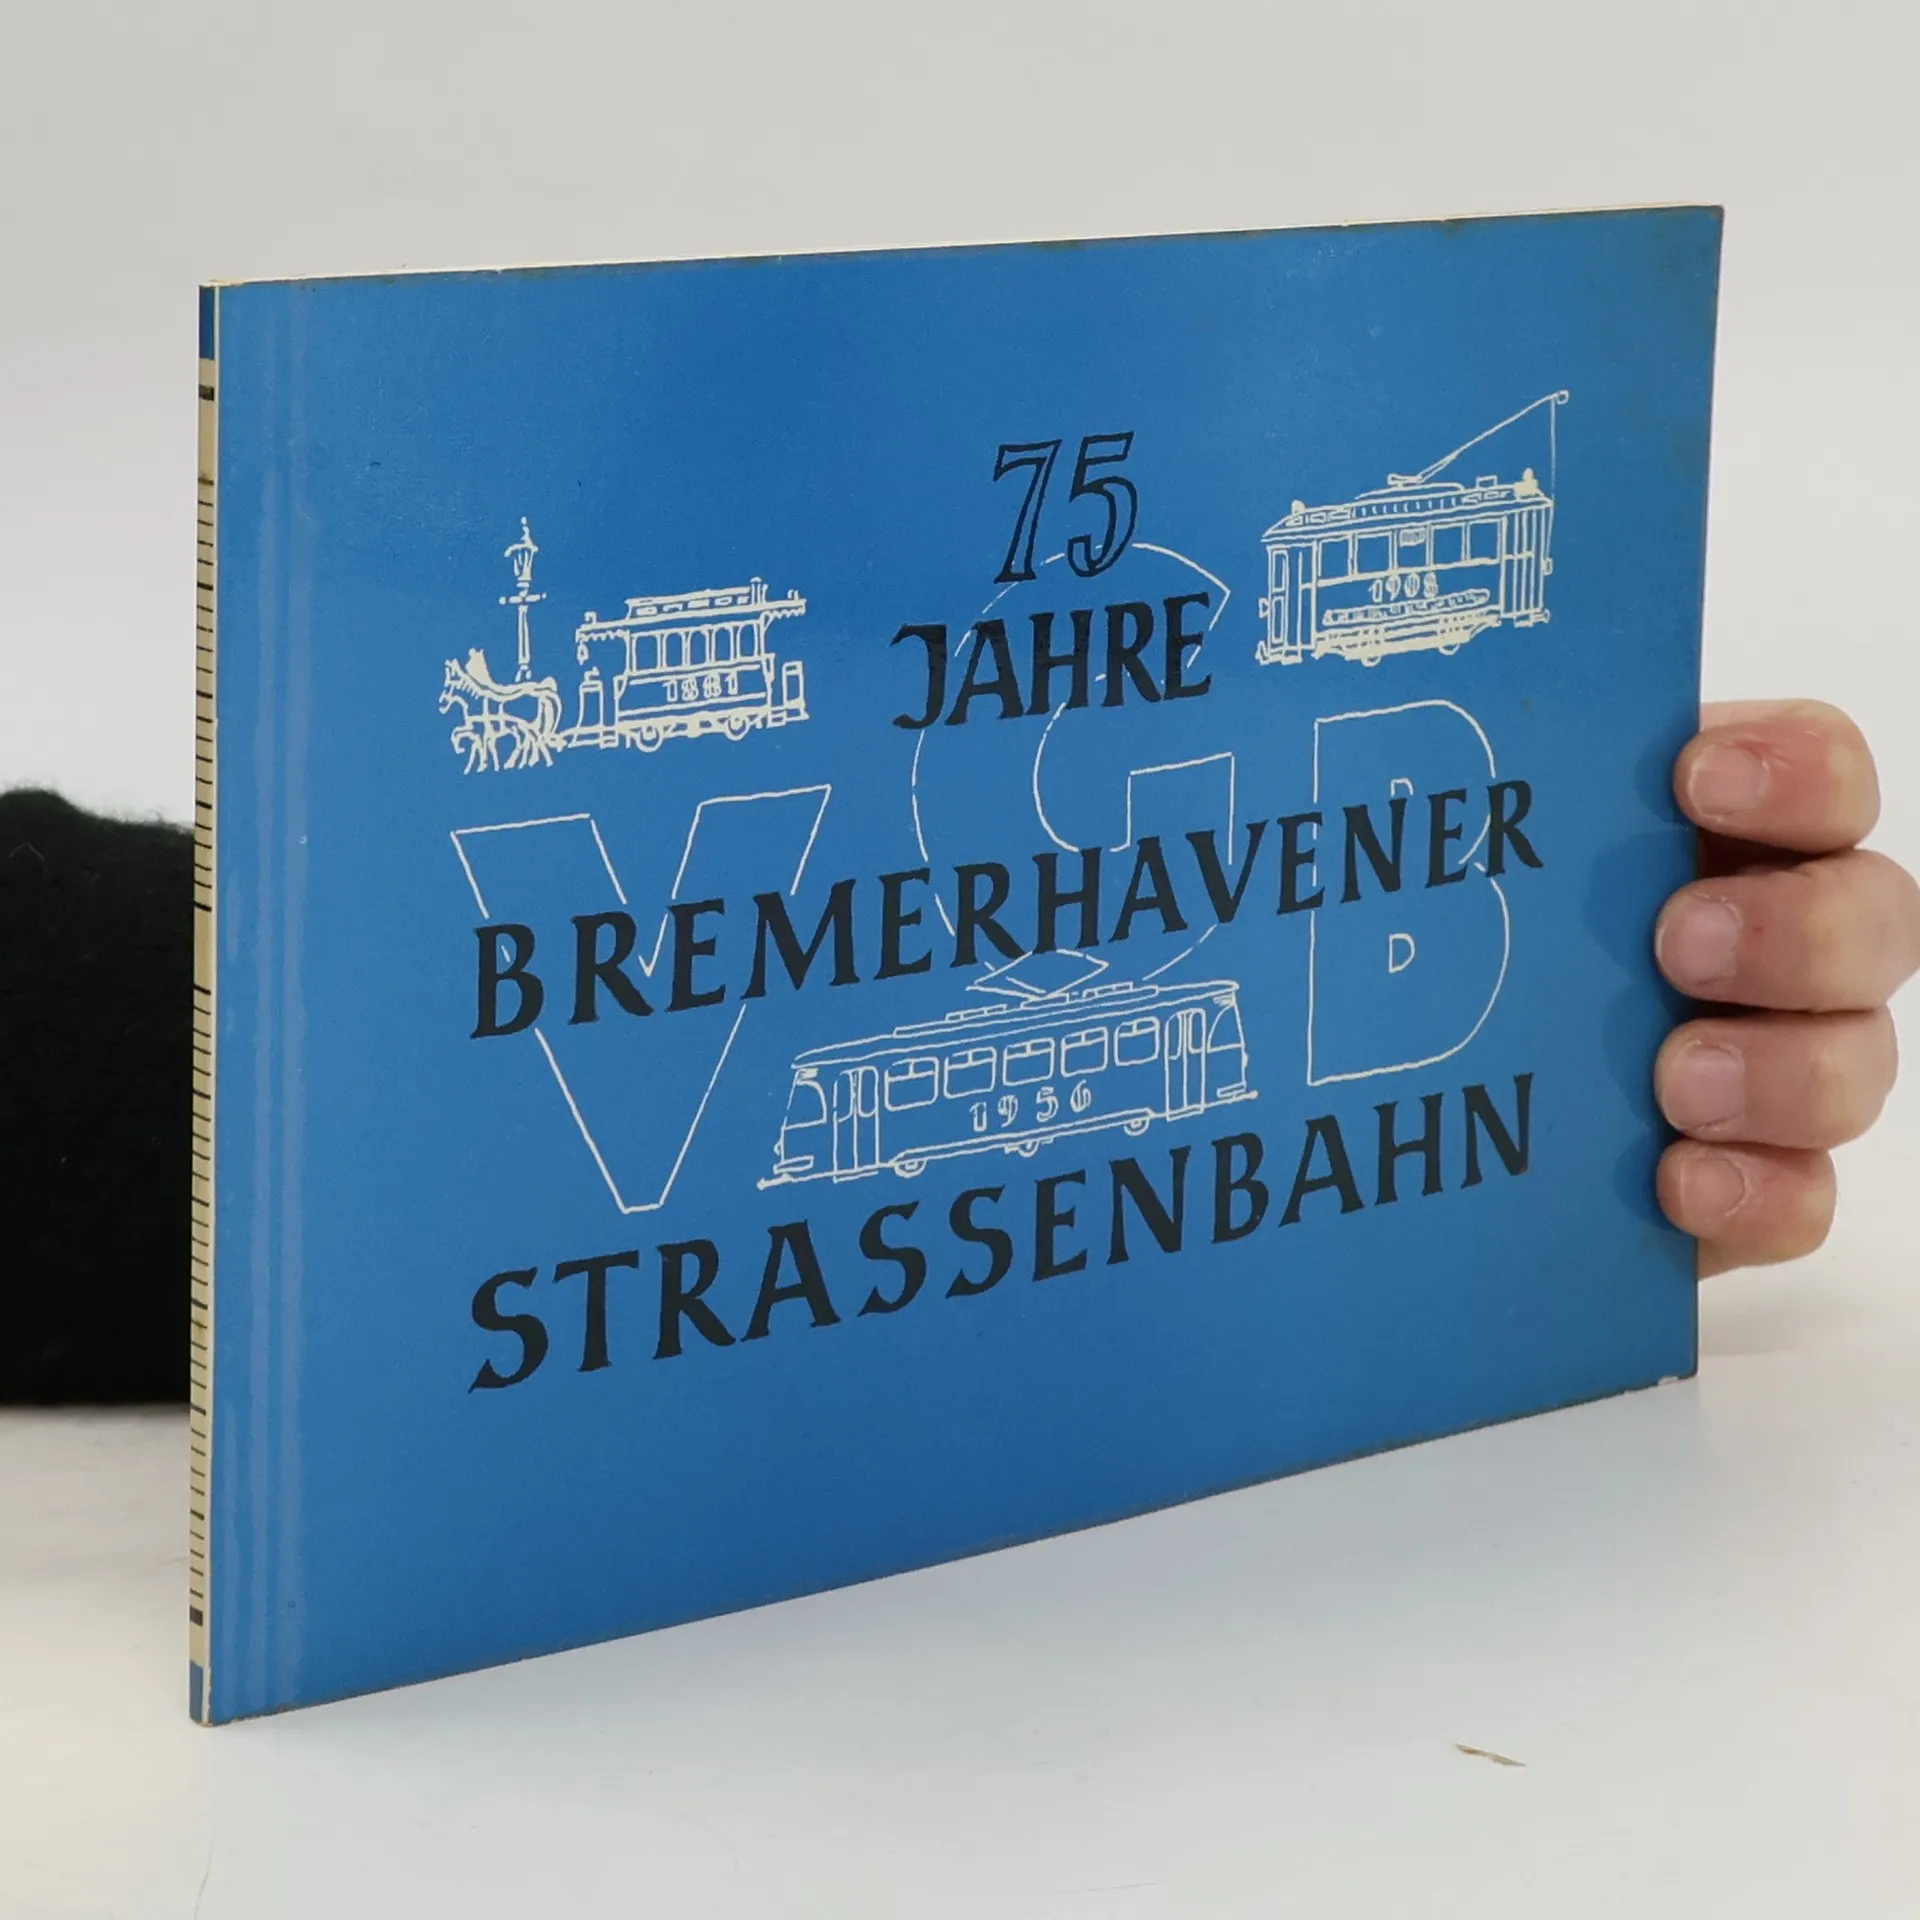 75
JAHRE
1881
1908
VGB
BREMERHAVENER
1956
STRASSENBAHN